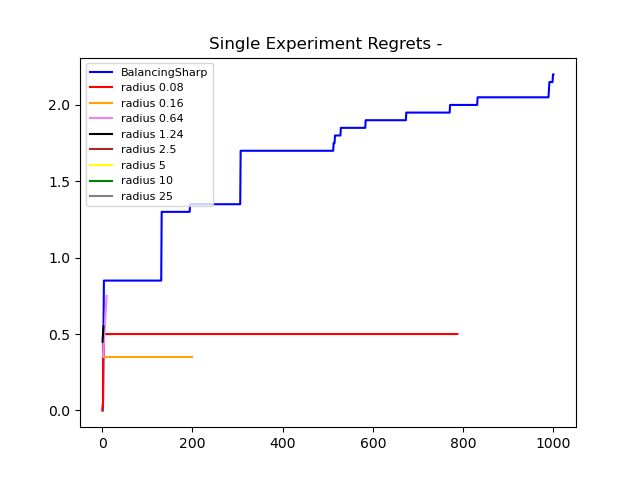 Single Experiment Regrets -
BalancingSharp
radius 0.08
radius 0.16
radius 0.64
radius 1.24
radius 2.5
radius 5
radius 10
radius 25
2.0
1.5
1.0
0.5
0.0
0 200 400 600 800 1000